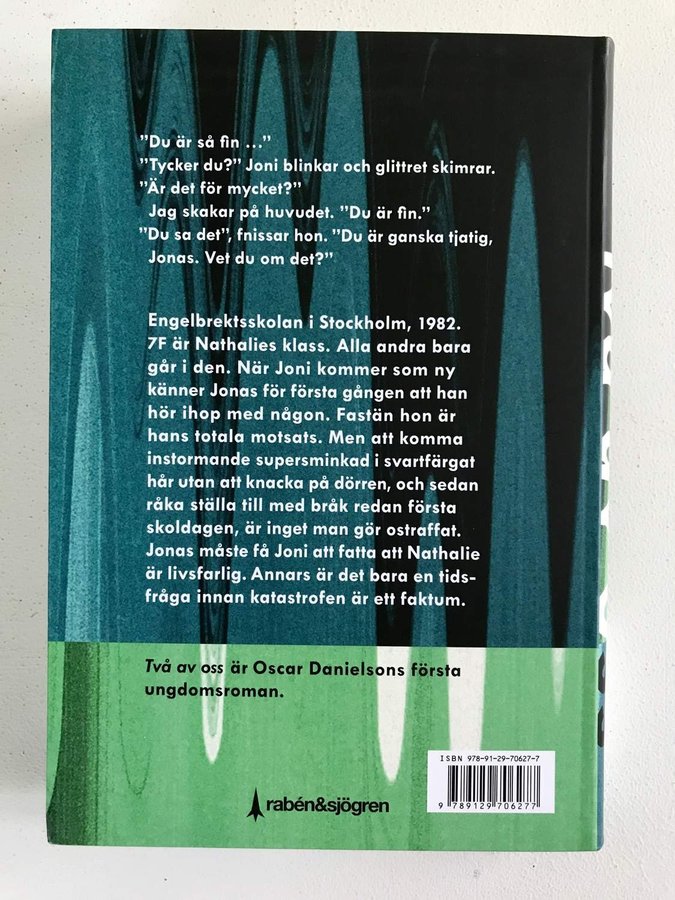 ”Du är så fin ...”
”Tycker du?” Joni blinkar och glittret skimrar.
”Är det för mycket?”
Jag skakar på huvudet. ”Du är fin.”
”Du sa det”, fnissar hon. ”Du är ganska tjatig,
Jonas. Vet du om det?”
Engelbrektsskolan i Stockholm, 1982.
7F är Nathalies klass. Alla andra bara
går i den. När Joni kommer som ny
känner Jonas för första gången att han
hör ihop med någon. Fastän hon är
hans totala motsats. Men att komma
instormande supersminkad i svartfärgat
hår utan att knacka på dörren, och sedan
råka ställa till med bråk redan första
skoldagen, är inget man gör ostraffat.
Jonas måste få Joni att fatta att Nathalie
är livsfarlig. Annars är det bara en tids-
fråga innan katastrofen är ett faktum.
Två av oss är Oscar Danielsons första
ungdomsroman.
ISBN 978-91-29-70627-7
9 789129 706277
rabén&sjögren